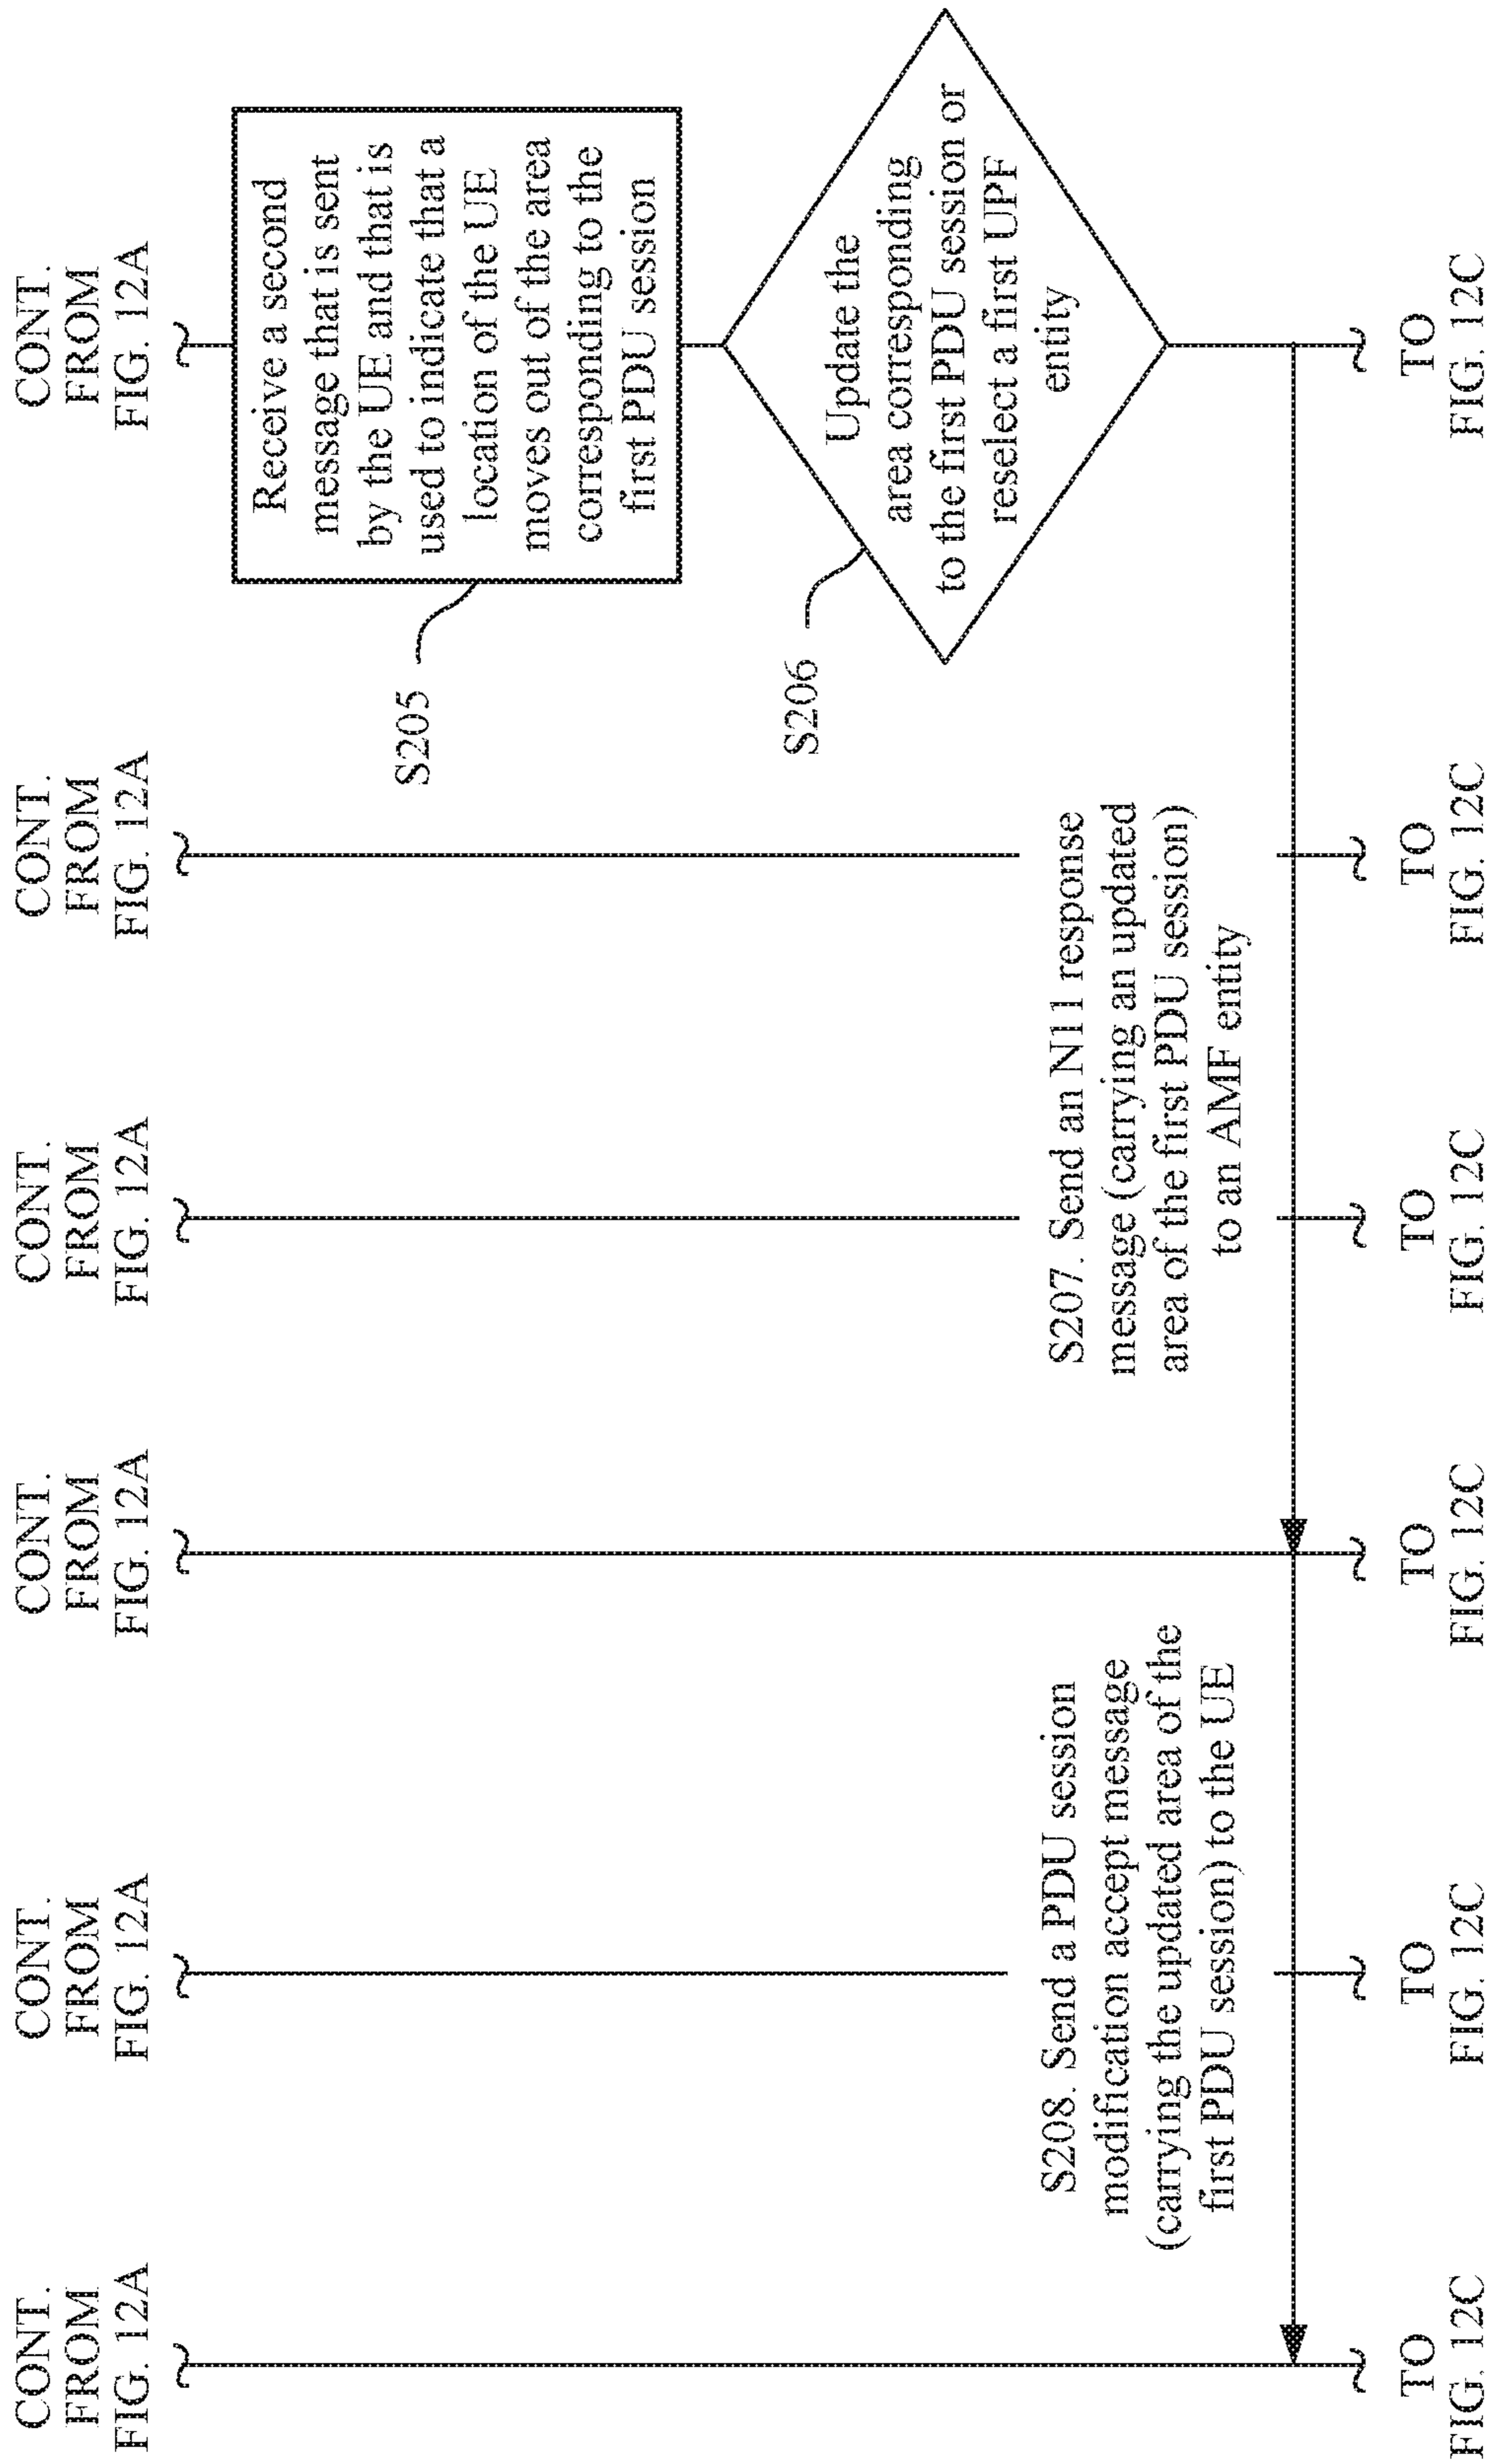 CONT.
FROM
FIG. 12A
CONT.
FROM
FIG. 12A
CONT.
FROM
FIG. 12A
CONT.
FROM
FIG. 12A
CONT.
FROM
FIG. 12A
CONT.
FROM
FIG. 12A
S205
Receive a second
message that is sent
by the UE and that is
used to indicate that a
location of the UE
moves out of the area
corresponding to the
first PDU session
S206
Update the
area corresponding
to the first PDU session or
reselect a first UPF
entity
S207. Send an N11 response
message (carrying an updated
area of the first PDU session)
to an AMF entity
S208. Send a PDU session
modification accept message
(carrying the updated area of the
first PDU session) to the UE
TO
FIG. 12C
TO
FIG. 12C
TO
FIG. 12C
TO
FIG. 12C
TO
FIG. 12C
TO
FIG. 12C